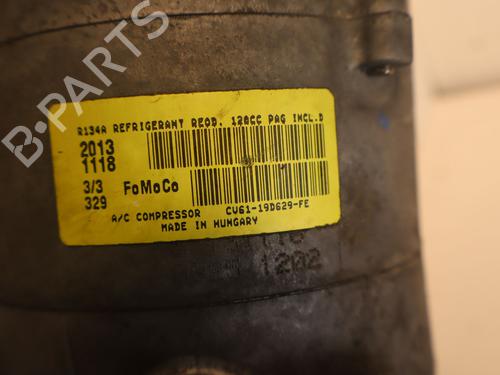 B-PARTS
R134A REFRIGERANT REQD. 120CC PAG INCL.D
2013
1118
3/3 FoMoCo
329
A/C COMPRESSOR CV61-19D629-FE
MADE IN HUNGARY
1202